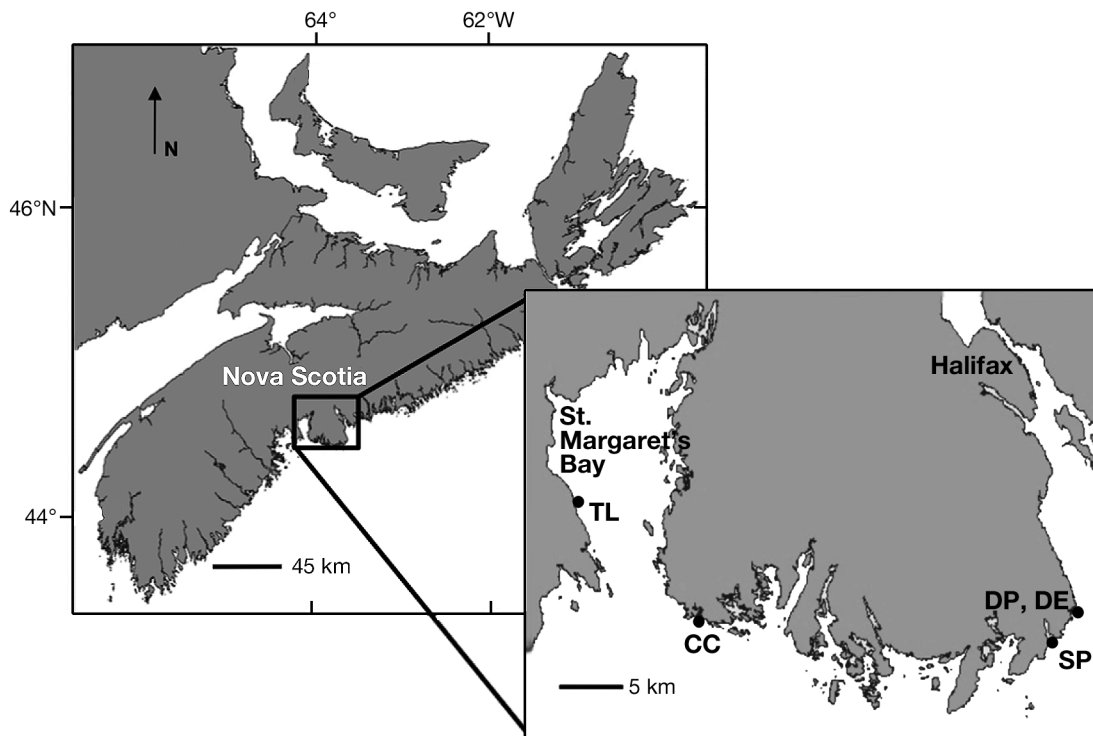 64°
62°W
N
46°N
Nova Scotia
44°
45 km
Halifax
St.
Margaret's
Bay
TL
DP, DE
CC
SP
5 km